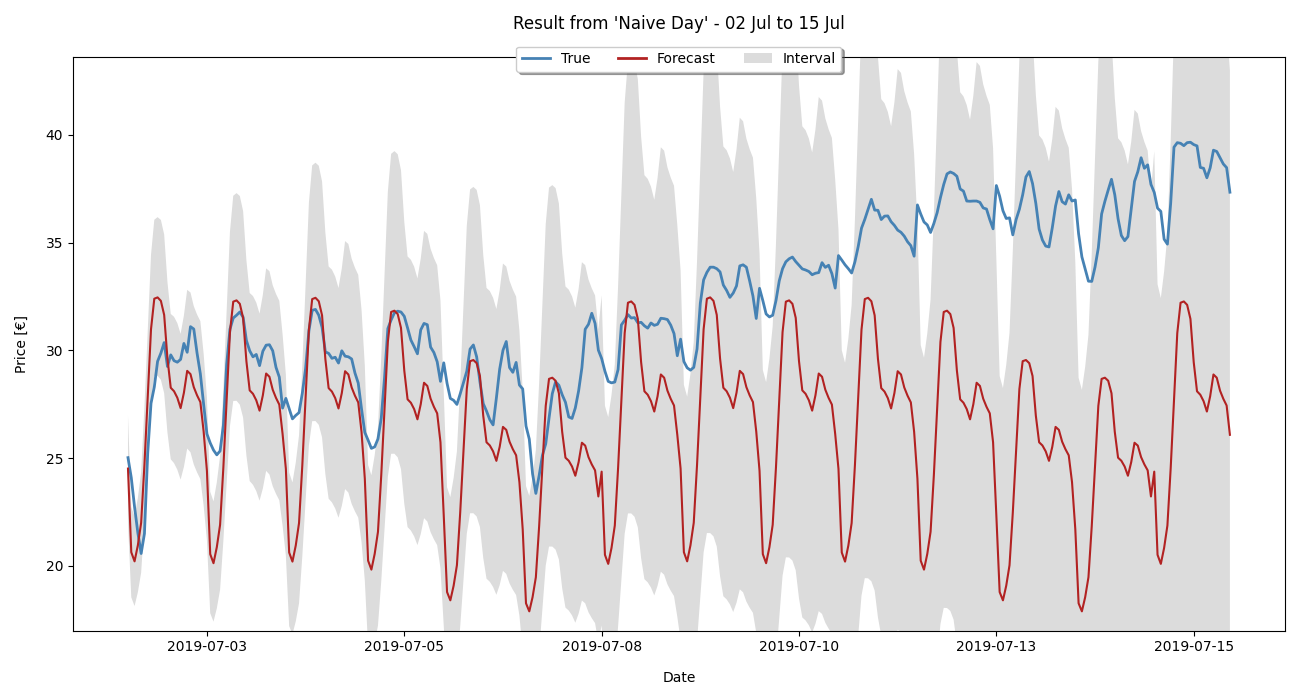 Result from 'Naive Day' - 02 Jul to 15 Jul
True Forecast Interval
40
35
30
25
20
Price [€]
2019-07-03 2019-07-05 2019-07-08 2019-07-10 2019-07-13 2019-07-15
Date